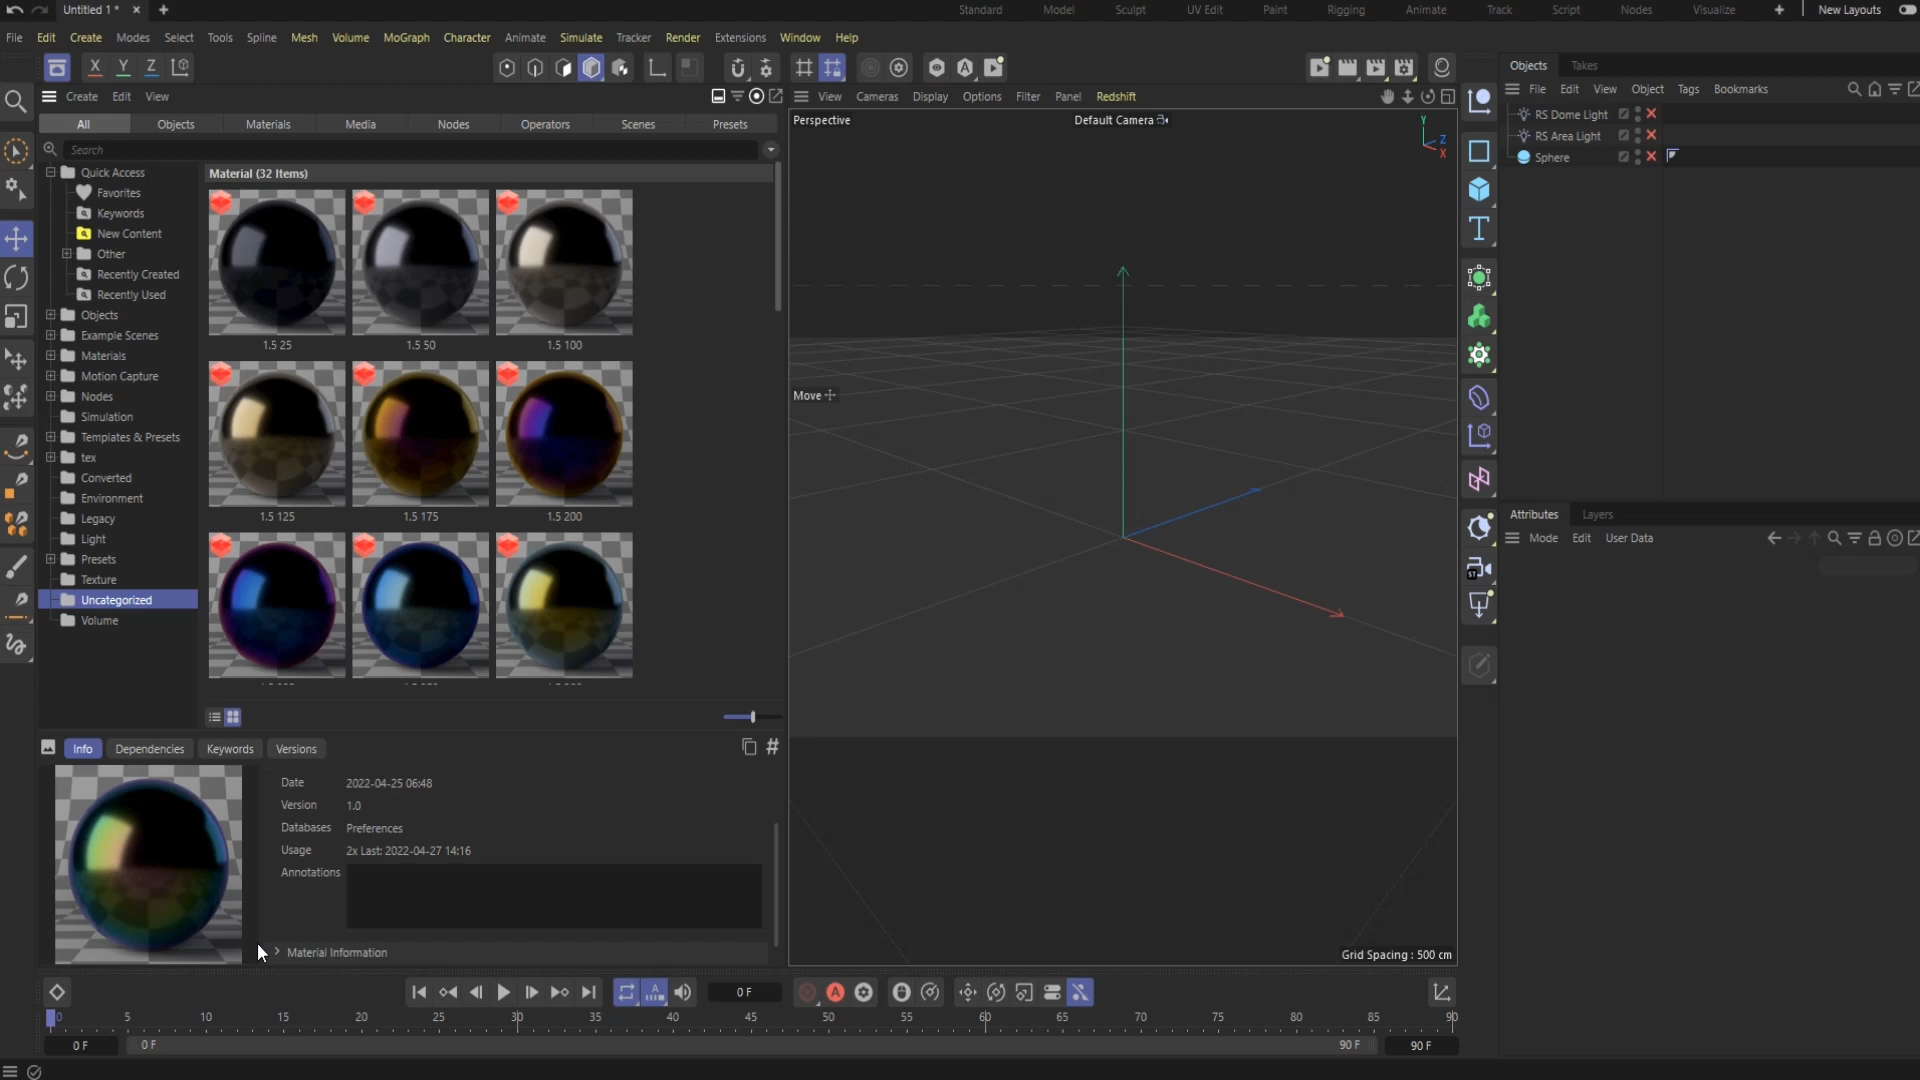 Untitled 1 *
Standard Model Sculpt UV Edit Paint Rigging Animate Track Script Nodes Visualize New Layouts
File Edit Create Modes Select Tools Spline Mesh Volume MoGraph Character Animate Simulate Tracker Render Extensions Window Help
X Y Z
Create Edit View
All Objects Materials Media Nodes Operators Scenes Presets
Search
Quick Access
Favorites
Keywords
New Content
Other
Recently Created
Recently Used
Objects
Example Scenes
Materials
Motion Capture
Nodes
Simulation
Templates & Presets
tex
Converted
Environment
Legacy
Light
Presets
Texture
Uncategorized
Volume
Material (32 Items)
1.5 25 1.5 50 1.5 100
1.5 125 1.5 175 1.5 200
Info Dependencies Keywords Versions
Date 2022-04-25 06:48
Version 1.0
Databases Preferences
Usage 2x Last: 2022-04-27 14:16
Annotations
Material Information
View Cameras Display Options Filter Panel Redshift
Perspective
Default Camera
Y
Z
X
Move
Grid Spacing : 500 cm
Objects Takes
File Edit View Object Tags Bookmarks
RS Dome Light
RS Area Light
Sphere
Attributes Layers
Mode Edit User Data
0 F
0 5 10 15 20 25 30 35 40 45 50 55 60 65 70 75 80 85 90
0 F 0 F 90 F 90 F